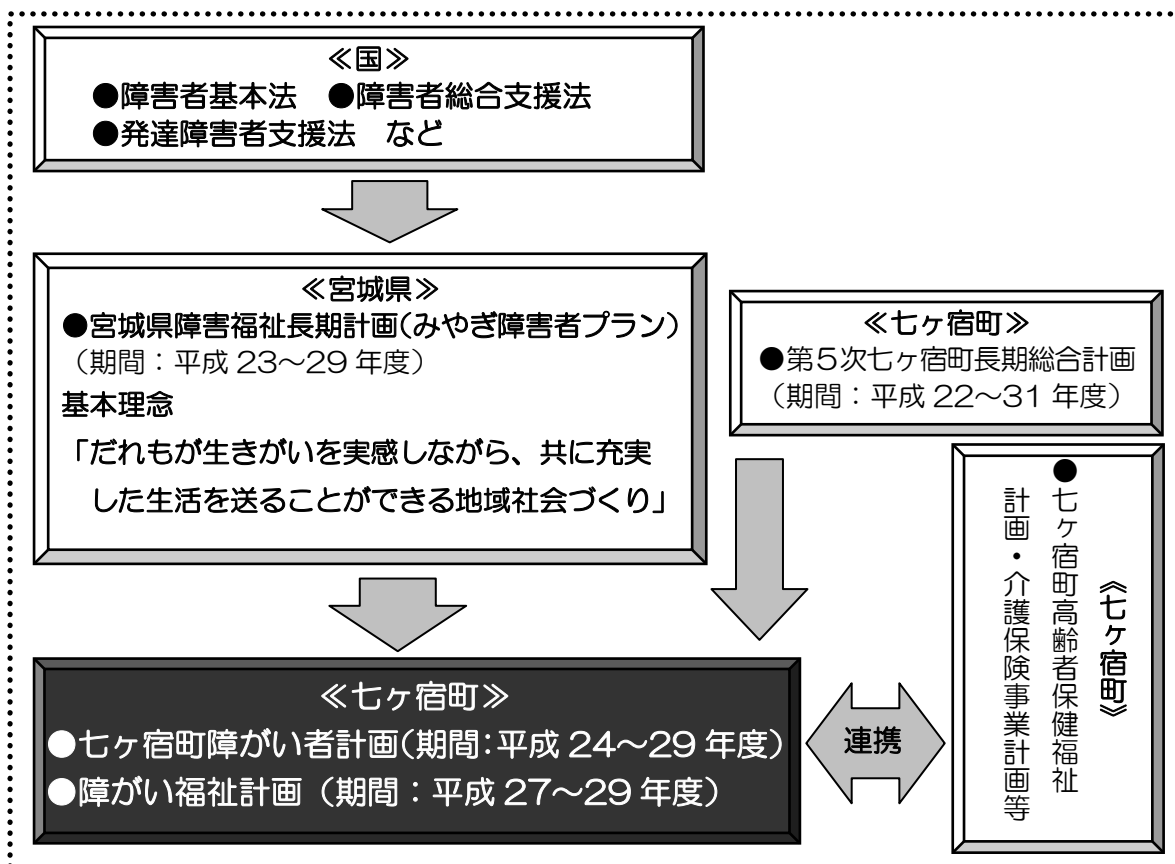 ≪国≫
●障害者基本法　●障害者総合支援法
●発達障害者支援法　など
≪宮城県≫
●宮城県障害福祉長期計画(みやぎ障害者プラン)
（期間：平成 23～29 年度）
基本理念
「だれもが生きがいを実感しながら、共に充実
した生活を送ることができる地域社会づくり」
≪七ヶ宿町≫
●第５次七ヶ宿町長期総合計画
（期間：平成 22～31 年度）
≪七ヶ宿町≫
●七ヶ宿町障がい者計画(期間:平成 24～29 年度)
●障がい福祉計画（期間：平成 27～29 年度）
連携
≪七ヶ宿町≫
●七ヶ宿町高齢者保健福祉
計画・介護保険事業計画等